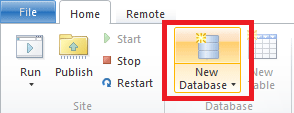 File Home Remote
Run
Publish
Start
Stop
Restart
Site
New
Database
New
Table
Database